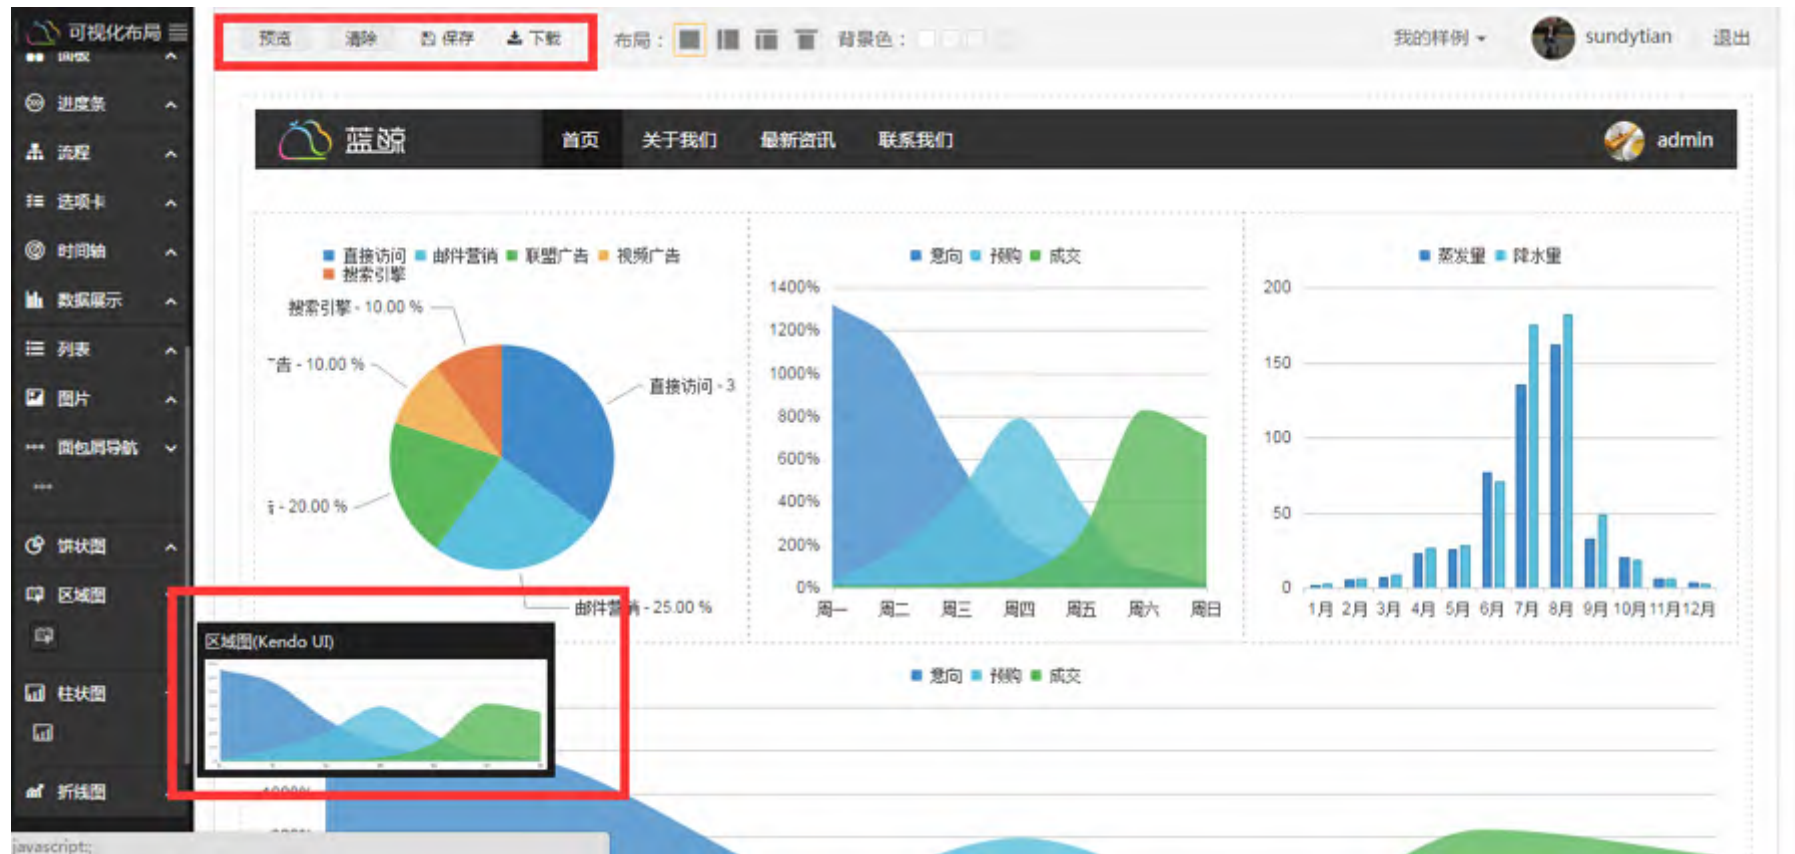 可视化布局
预览 清除 保存 下载 布局： 背景色： 我的样例 sundytian 退出
面板
进度条
流程
选项卡
时间轴
数据展示
列表
图片
面包屑导航
饼状图
区域图
柱状图
折线图
蓝鲸 首页 关于我们 最新资讯 联系我们 admin
直接访问 邮件营销 联盟广告 视频广告
搜索引擎
搜索引擎 - 10.00 %
告 - 10.00 %
直接访问 - 3
- 20.00 %
邮件营销 - 25.00 %
意向 预购 成交
1400%
1200%
1000%
800%
600%
400%
200%
0%
周一 周二 周三 周四 周五 周六 周日
蒸发量 降水量
200
150
100
50
0
1月 2月 3月 4月 5月 6月 7月 8月 9月 10月 11月 12月
区域图(Kendo UI)
意向 预购 成交
javascript:;